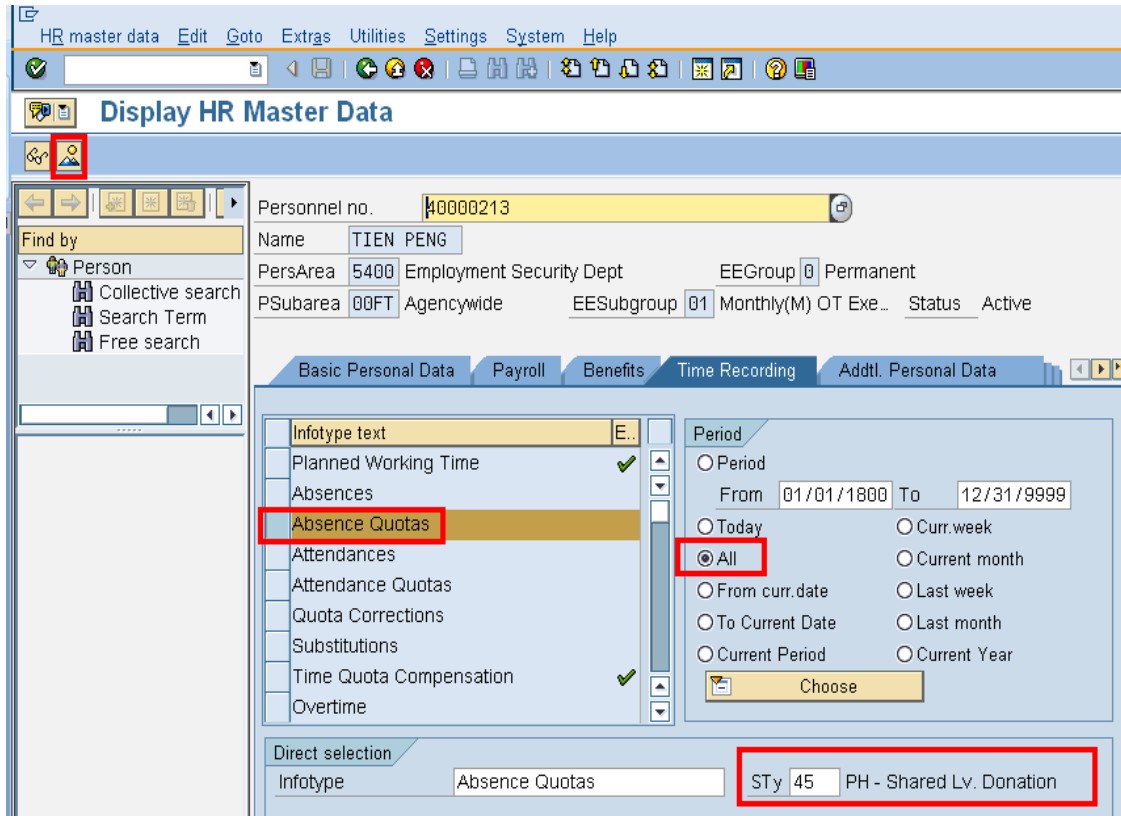 HR master data Edit Goto Extras Utilities Settings System Help
Display HR Master Data
Find by
Person
Collective search
Search Term
Free search
Personnel no. 40000213
Name TIEN PENG
PersArea 5400 Employment Security Dept EEGroup 0 Permanent
PSubarea 00FT Agencywide EESubgroup 01 Monthly(M) OT Exe... Status Active
Basic Personal Data Payroll Benefits Time Recording Addtl. Personal Data
Infotype text E..
Planned Working Time
Absences
Absence Quotas
Attendances
Attendance Quotas
Quota Corrections
Substitutions
Time Quota Compensation
Overtime
Period
Period
From 01/01/1800 To 12/31/9999
Today Curr.week
All Current month
From curr.date Last week
To Current Date Last month
Current Period Current Year
Choose
Direct selection
Infotype Absence Quotas STy 45 PH - Shared Lv. Donation